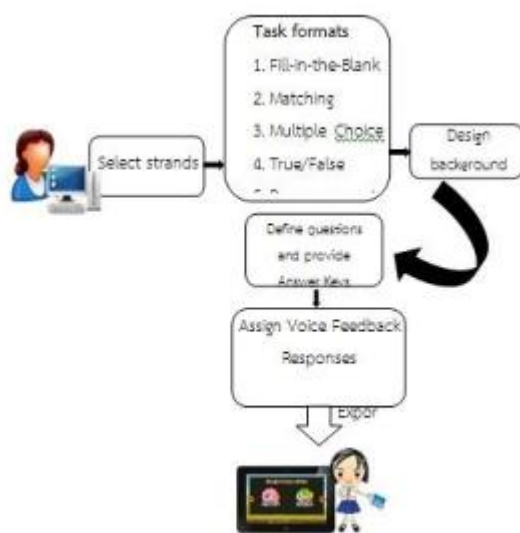 Select strands
Task formats
1. Fill-in-the-Blank
2. Matching
3. Multiple Choice
4. True/False
Design
background
Define questions
and provide
Answer Keys
Assign Voice Feedback
Responses
Expor